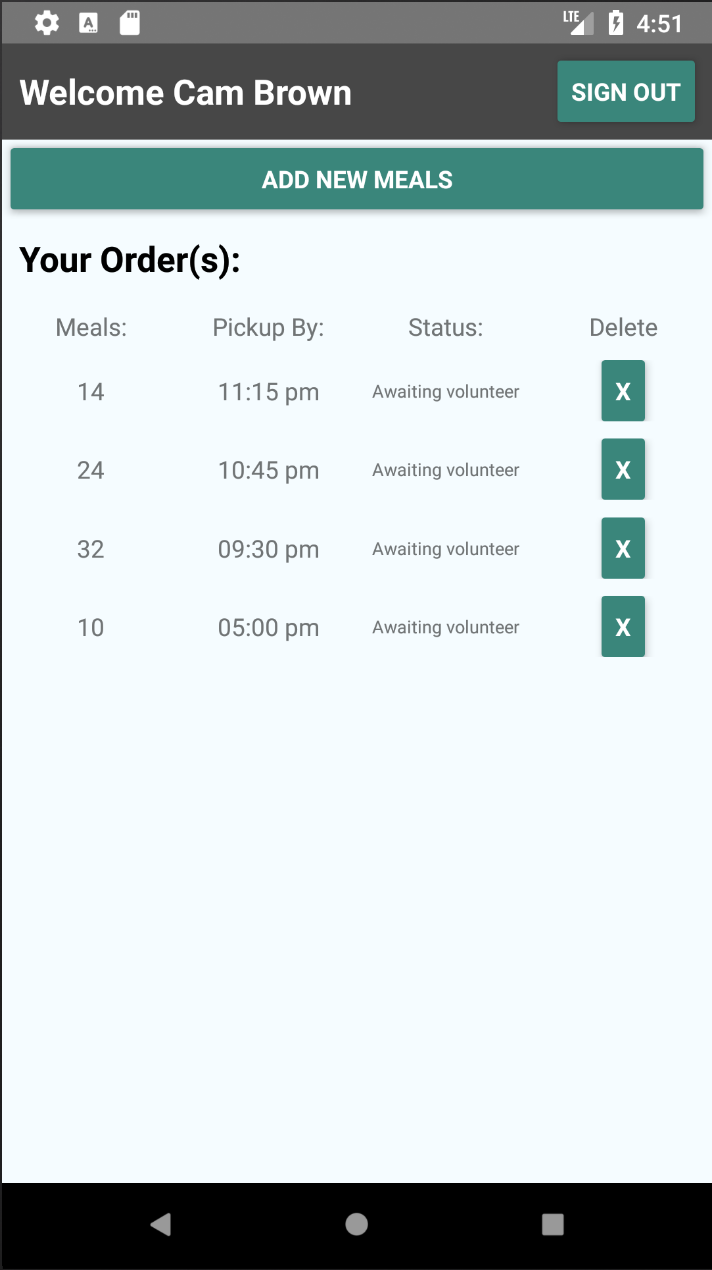 LTE 4:51
Welcome Cam Brown SIGN OUT
ADD NEW MEALS
Your Order(s):
Meals: Pickup By: Status: Delete
14 11:15 pm Awaiting volunteer X
24 10:45 pm Awaiting volunteer X
32 09:30 pm Awaiting volunteer X
10 05:00 pm Awaiting volunteer X